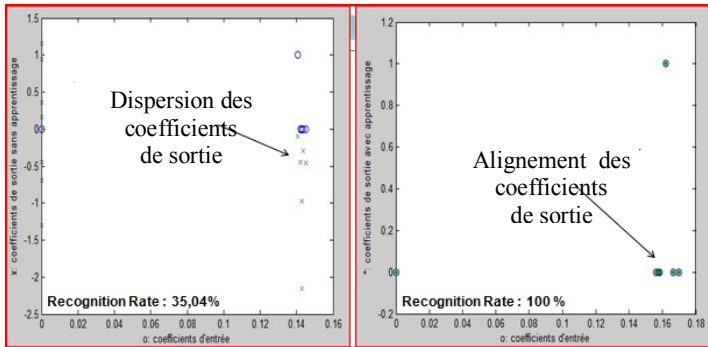 1.5
1
0.5
0
-0.5
-1
-1.5
-2
-2.5
x: coefficients de sortie sans apprentissage
Dispersion des
coefficients
de sortie
Recognition Rate : 35,04%
0 0.02 0.04 0.06 0.08 0.1 0.12 0.14 0.16
o: coefficients d'entrée
1.2
1
0.8
0.6
0.4
0.2
0
-0.2
*: coefficients de sortie avec apprentissage
Alignement des
coefficients
de sortie
Recognition Rate : 100 %
0 0.02 0.04 0.06 0.08 0.1 0.12 0.14 0.16 0.18
o: coefficients d'entrée